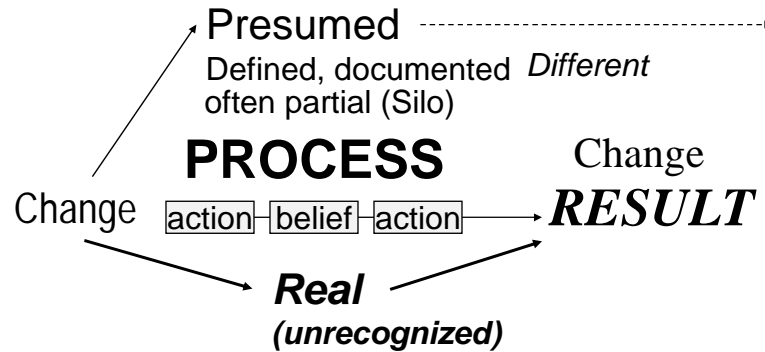 Presumed
Defined, documented Different
often partial (Silo)
PROCESS
Change
Change action belief action RESULT
Real
(unrecognized)